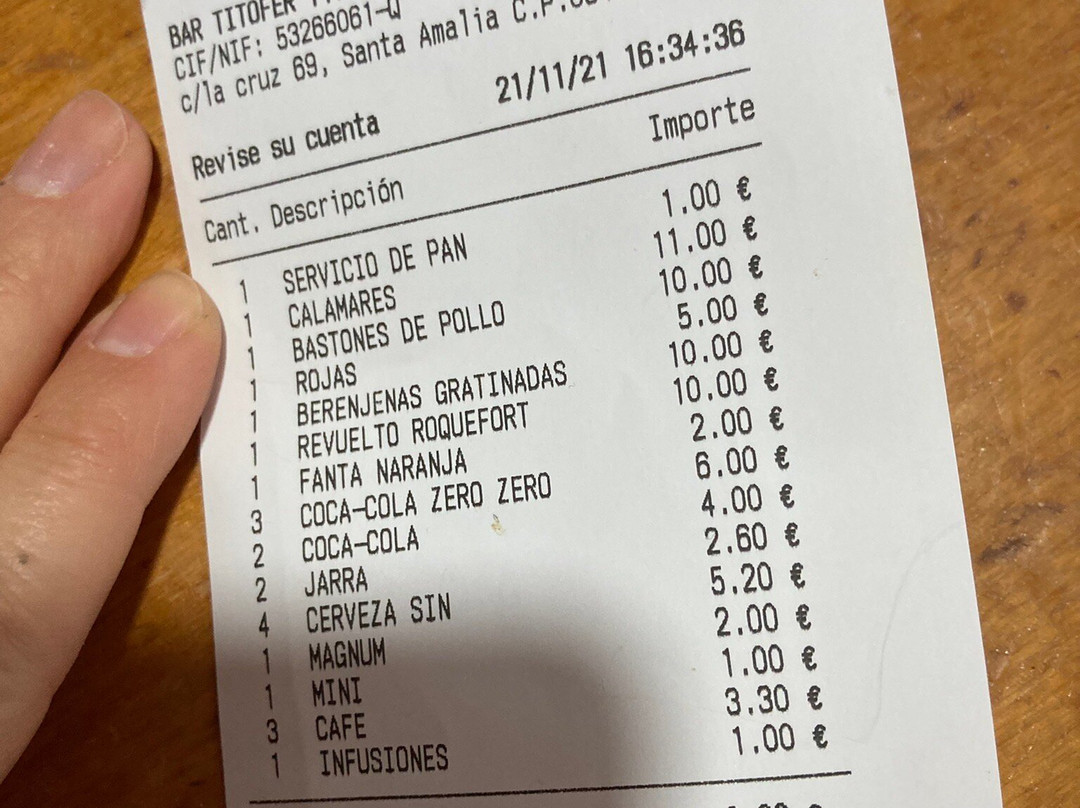 BAR TITOFER
CIF/NIF: 53266061-Q
c/la cruz 69, Santa Amalia C.P.
21/11/21 16:34:36
Revise su cuenta
Cant. Descripción Importe
1 SERVICIO DE PAN 1.00 €
1 CALAMARES 11.00 €
1 BASTONES DE POLLO 10.00 €
1 ROJAS 5.00 €
1 BERENJENAS GRATINADAS 10.00 €
1 REVUELTO ROQUEFORT 10.00 €
1 FANTA NARANJA 2.00 €
3 COCA-COLA ZERO ZERO 6.00 €
2 COCA-COLA 4.00 €
2 JARRA 2.60 €
4 CERVEZA SIN 5.20 €
1 MAGNUM 2.00 €
1 MINI 1.00 €
3 CAFE 3.30 €
1 INFUSIONES 1.00 €